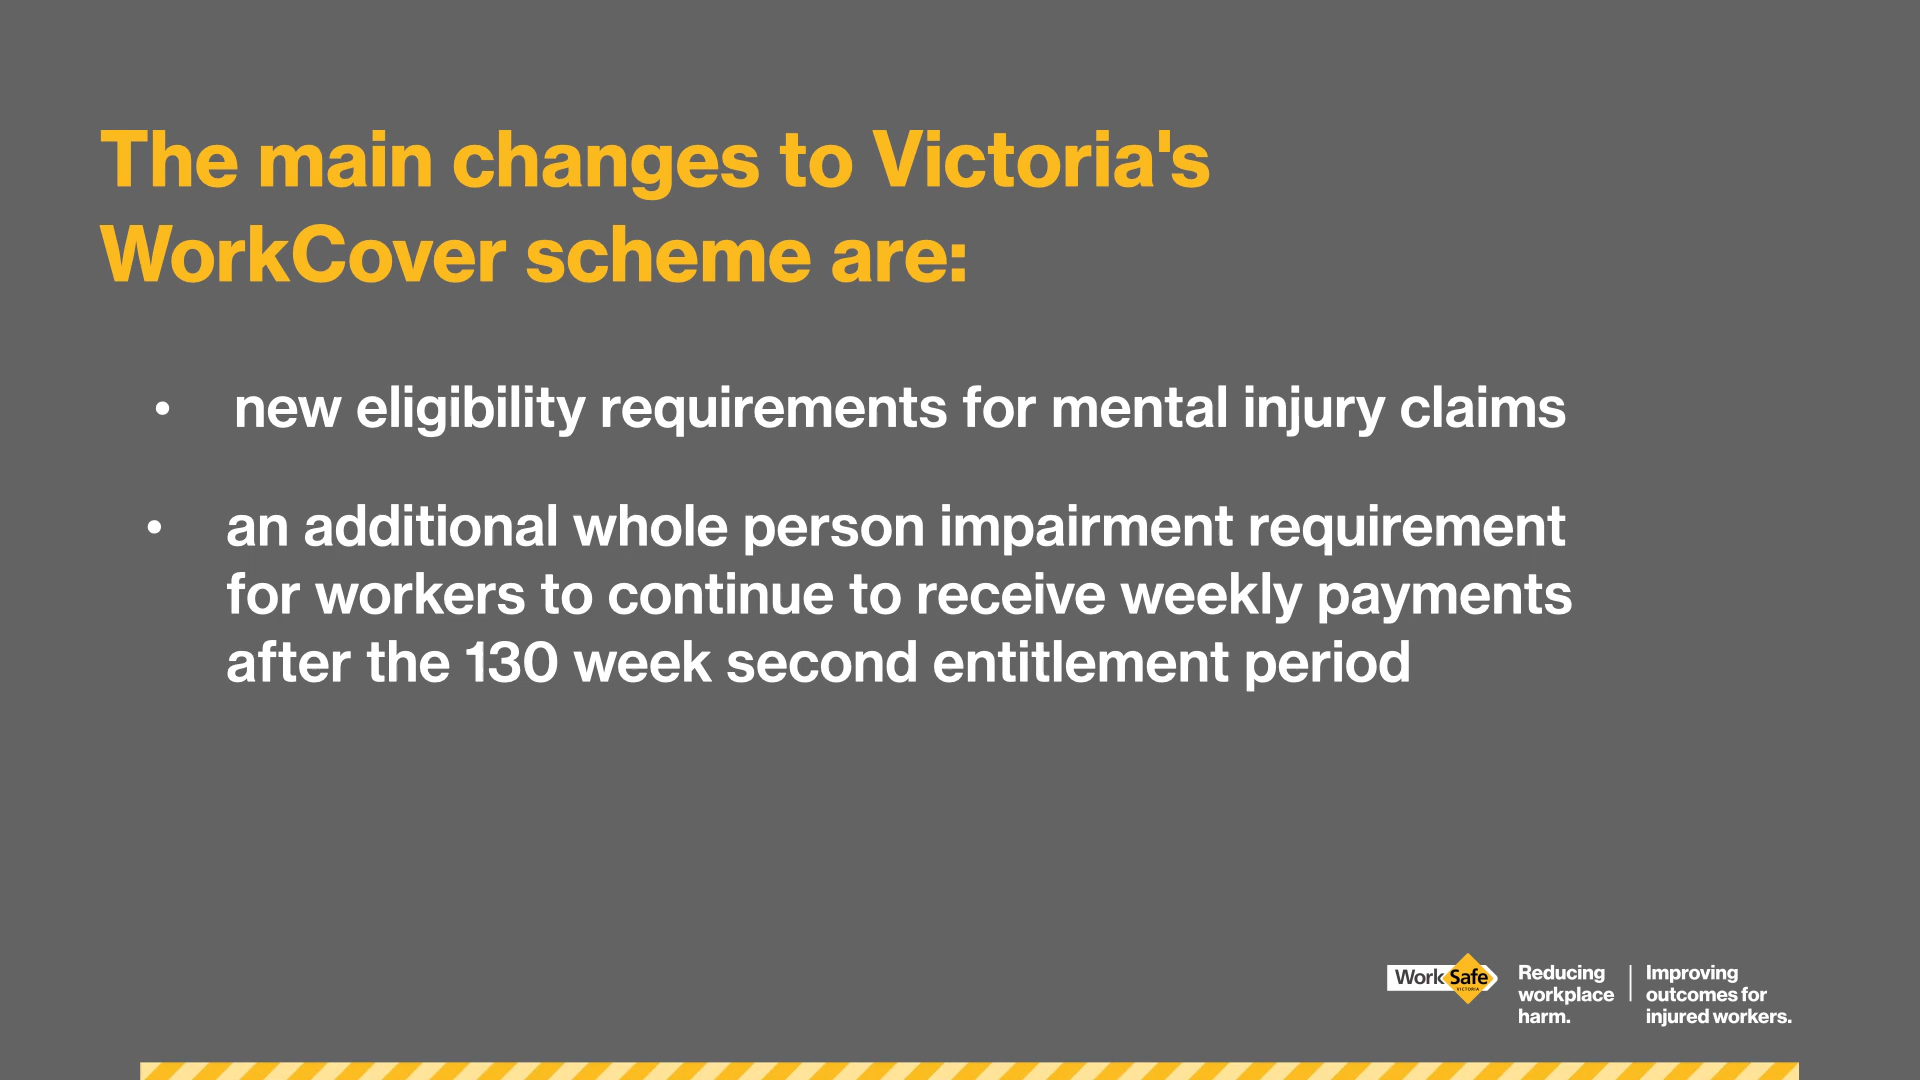 The main changes to Victoria's
WorkCover scheme are:
• new eligibility requirements for mental injury claims
• an additional whole person impairment requirement
for workers to continue to receive weekly payments
after the 130 week second entitlement period
WorkSafe
VICTORIA
Reducing
workplace
harm.
Improving
outcomes for
injured workers.